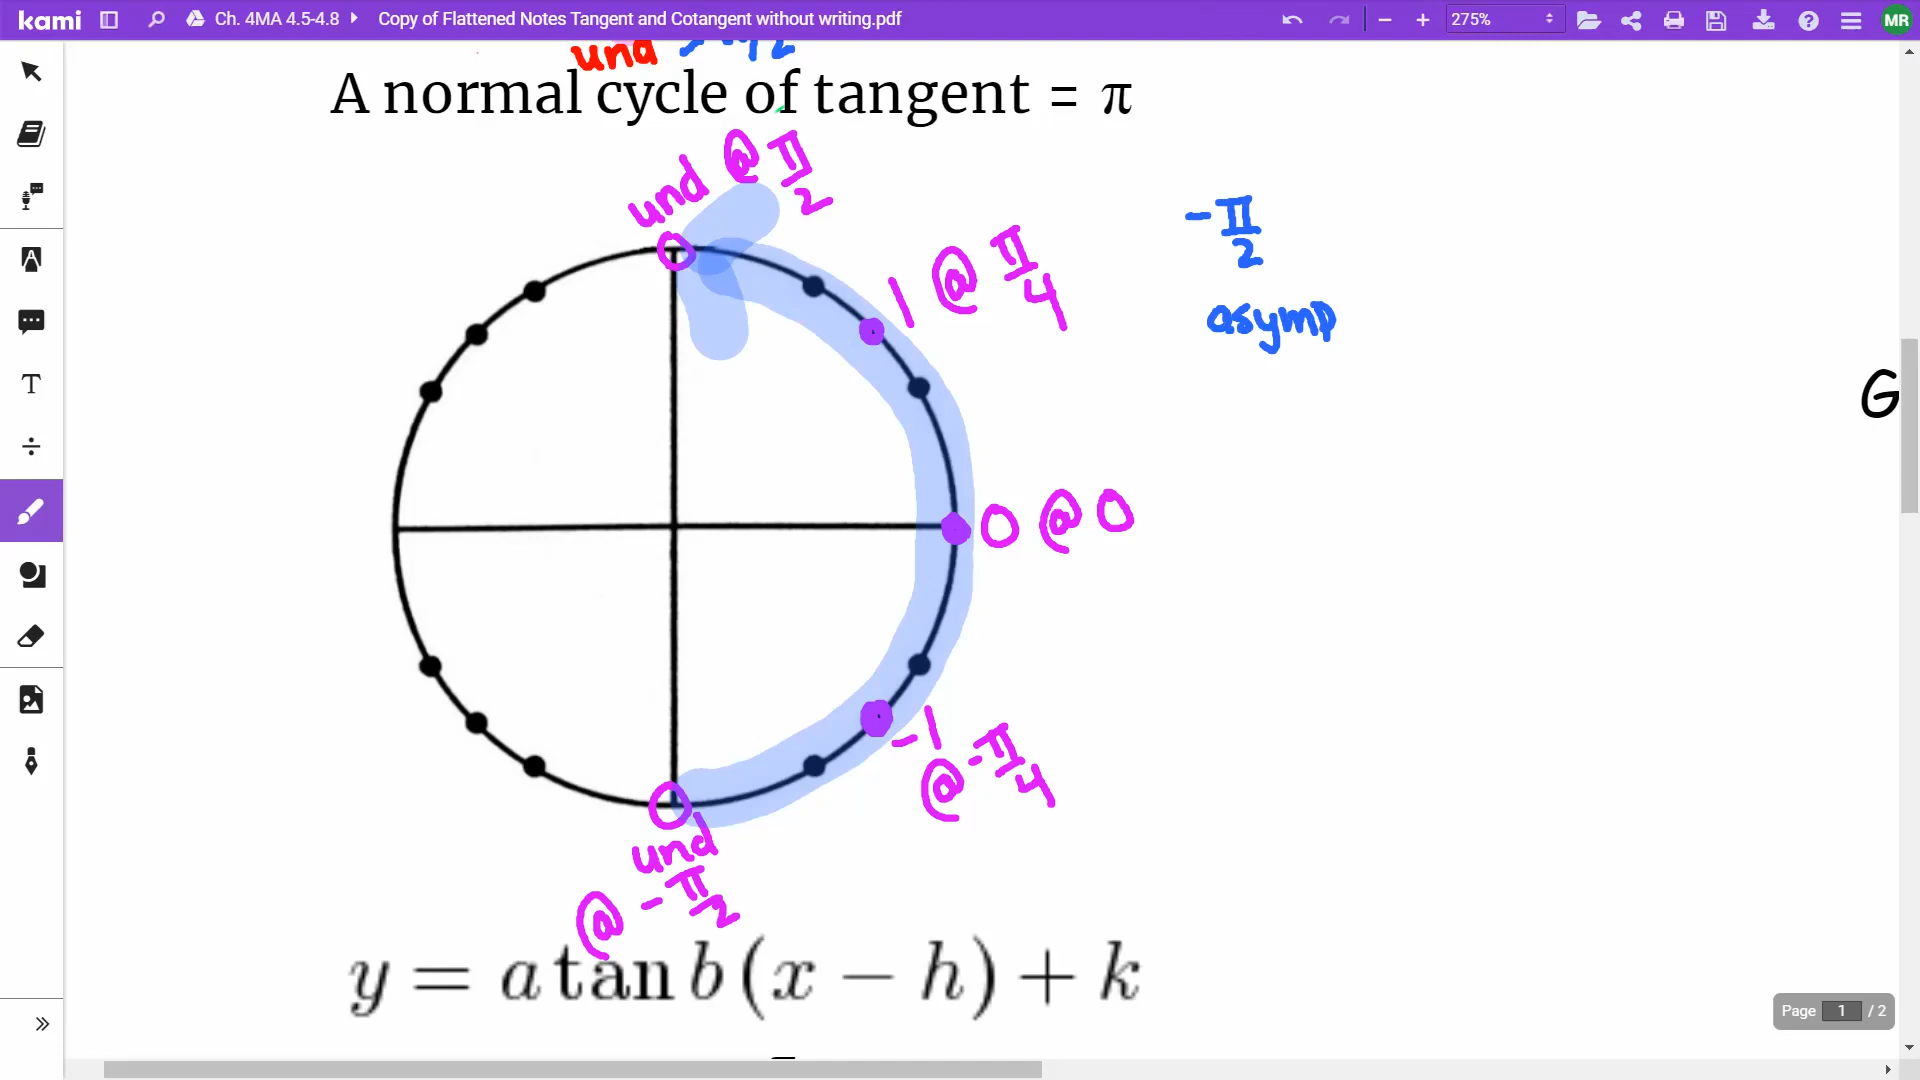 kami Ch. 4MA 4.5-4.8 Copy of Flattened Notes Tangent and Cotangent without writing.pdf 275% MR
und
A normal cycle of tangent = π
und @ π/2
1 @ π/4
-π/2
asymp
G
0 @ 0
-1
@ -π/4
und
@ -π/2
y = a tan b (x − h) + k
Page 1 / 2